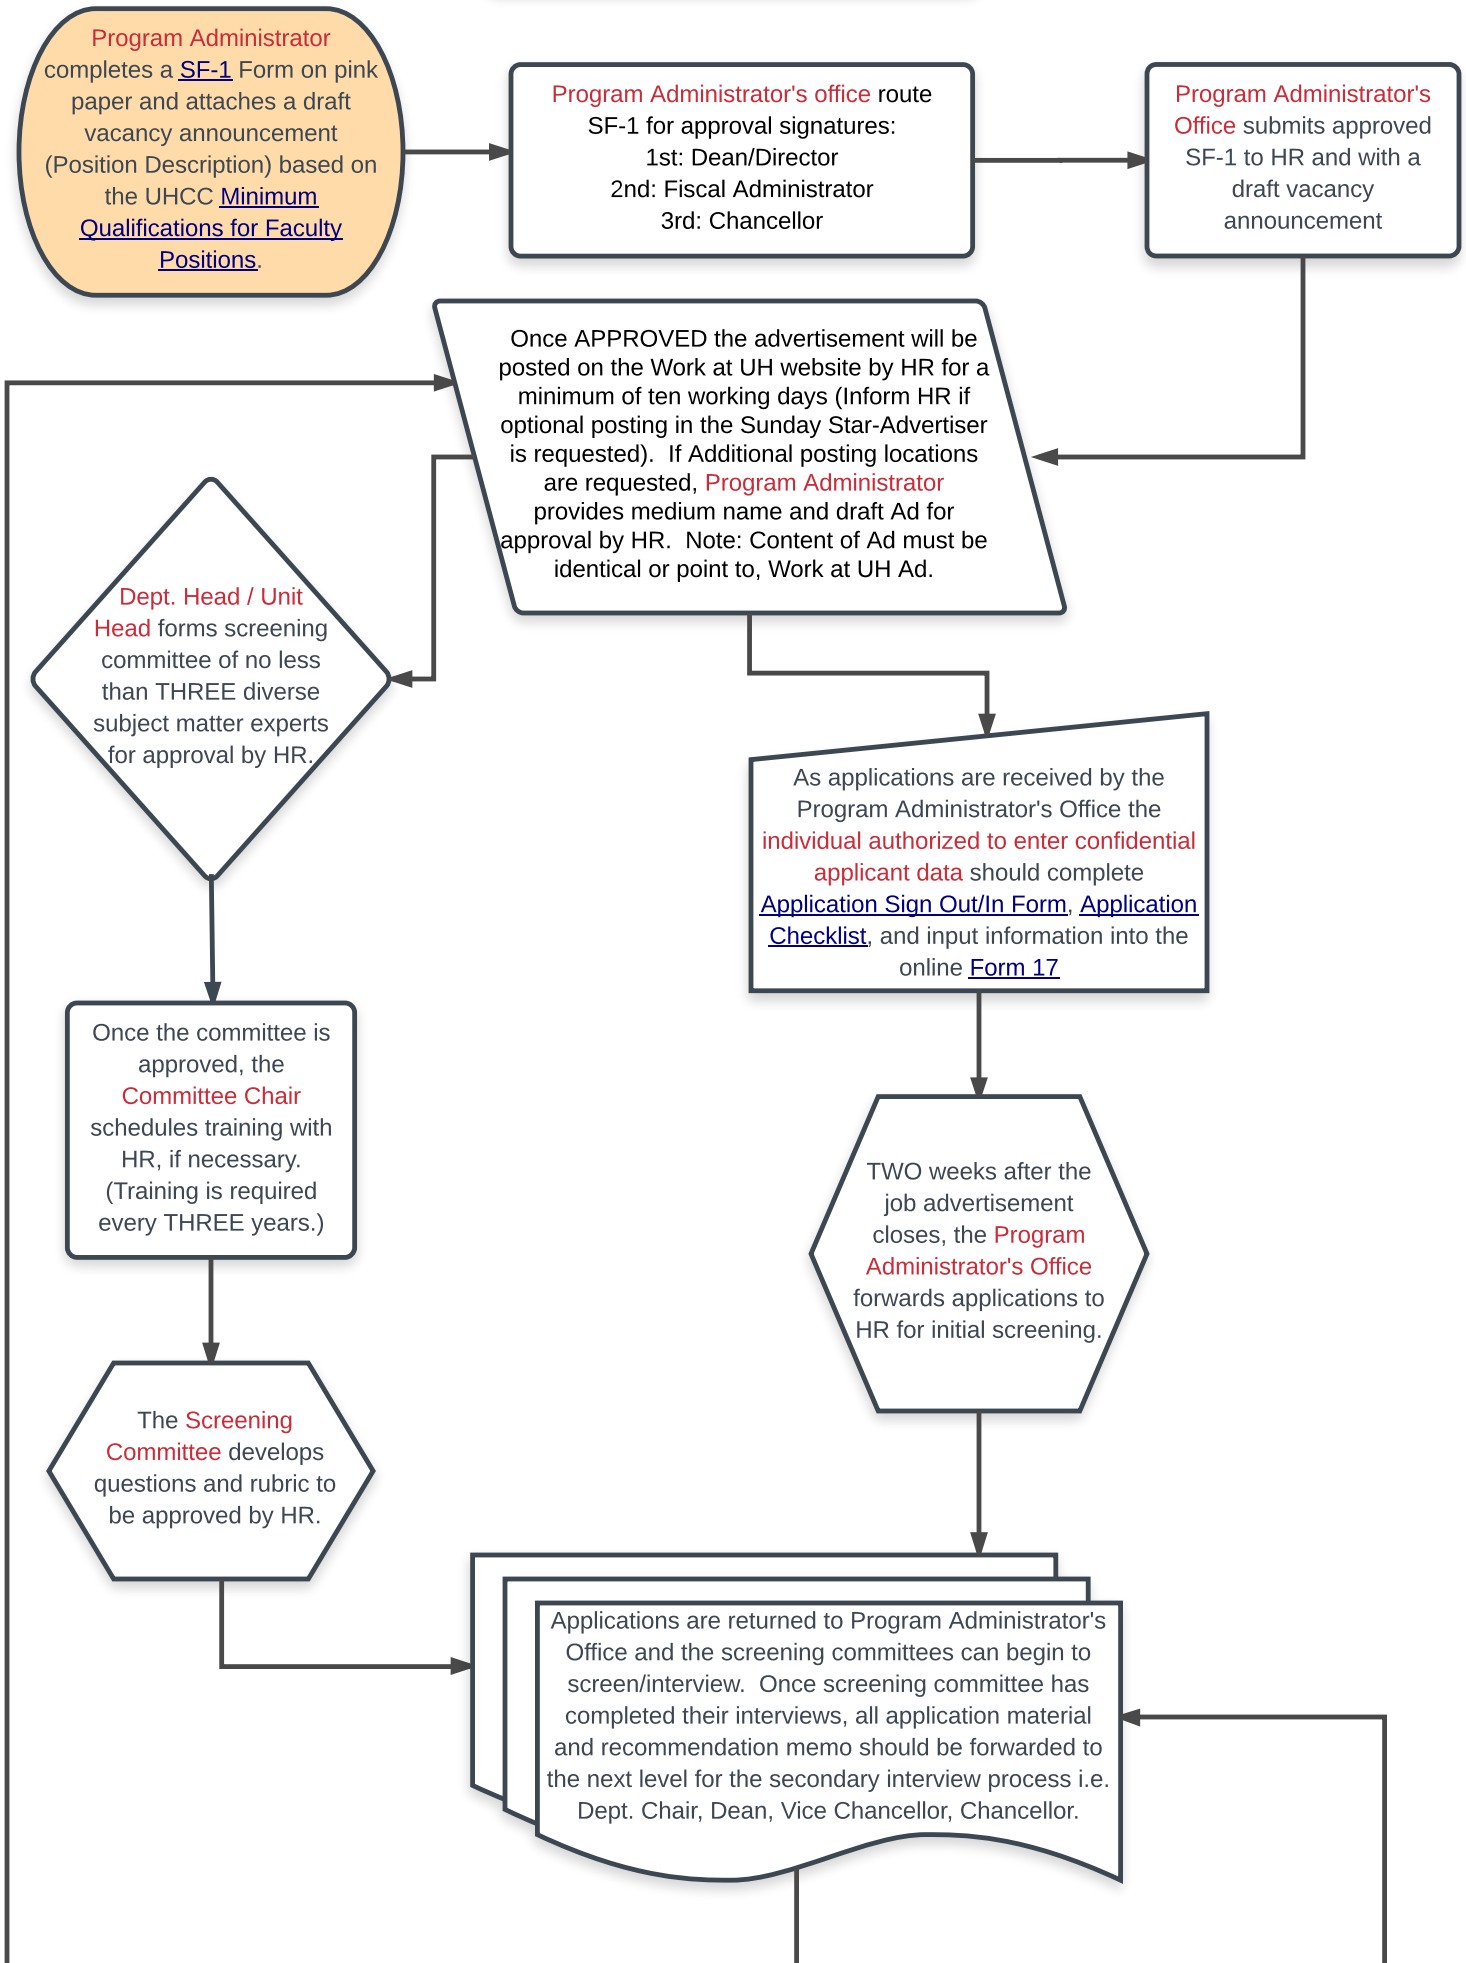 Program Administrator
completes a SF-1 Form on pink
paper and attaches a draft
vacancy announcement
(Position Description) based on
the UHCC Minimum
Qualifications for Faculty
Positions.
Program Administrator's office route
SF-1 for approval signatures:
1st: Dean/Director
2nd: Fiscal Administrator
3rd: Chancellor
Program Administrator's
Office submits approved
SF-1 to HR and with a
draft vacancy
announcement
Once APPROVED the advertisement will be
posted on the Work at UH website by HR for a
minimum of ten working days (Inform HR if
optional posting in the Sunday Star-Advertiser
is requested).  If Additional posting locations
are requested, Program Administrator
provides medium name and draft Ad for
approval by HR.  Note: Content of Ad must be
identical or point to, Work at UH Ad.
Dept. Head / Unit
Head forms screening
committee of no less
than THREE diverse
subject matter experts
for approval by HR.
As applications are received by the
Program Administrator's Office the
individual authorized to enter confidential
applicant data should complete
Application Sign Out/In Form, Application
Checklist, and input information into the
online Form 17
Once the committee is
approved, the
Committee Chair
schedules training with
HR, if necessary.
(Training is required
every THREE years.)
TWO weeks after the
job advertisement
closes, the Program
Administrator's Office
forwards applications to
HR for initial screening.
The Screening
Committee develops
questions and rubric to
be approved by HR.
Applications are returned to Program Administrator's
Office and the screening committees can begin to
screen/interview.  Once screening committee has
completed their interviews, all application material
and recommendation memo should be forwarded to
the next level for the secondary interview process i.e.
Dept. Chair, Dean, Vice Chancellor, Chancellor.